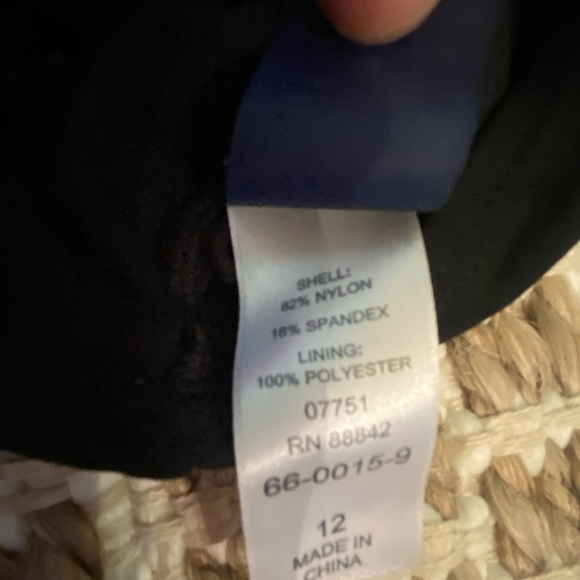 SHELL:
82% NYLON
18% SPANDEX
LINING:
100% POLYESTER
07751
RN 88842
66-0015-9
12
MADE IN
CHINA